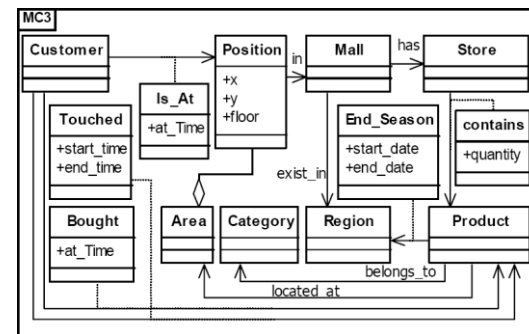 MC3
Customer
Position
+x
+y
+floor
in
Mall
has
Store
Is_At
+at_Time
Touched
+start_time
+end_time
End_Season
+start_date
+end_date
contains
+quantity
exist_in
Bought
+at_Time
Area
Category
Region
Product
belongs_to
located_at